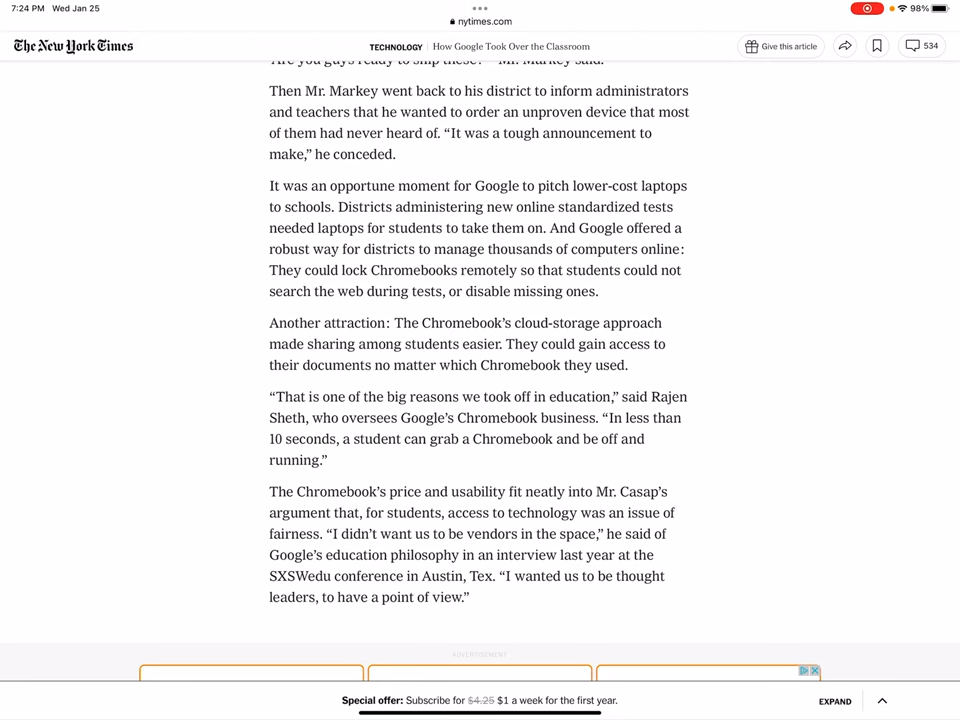 7:24 PM Wed Jan 25
nytimes.com
98%
The New York Times
TECHNOLOGY | How Google Took Over the Classroom
Give this article
534
“Are you guys ready to ship these?” Mr. Markey said.
Then Mr. Markey went back to his district to inform administrators
and teachers that he wanted to order an unproven device that most
of them had never heard of. “It was a tough announcement to
make,” he conceded.
It was an opportune moment for Google to pitch lower-cost laptops
to schools. Districts administering new online standardized tests
needed laptops for students to take them on. And Google offered a
robust way for districts to manage thousands of computers online:
They could lock Chromebooks remotely so that students could not
search the web during tests, or disable missing ones.
Another attraction: The Chromebook’s cloud-storage approach
made sharing among students easier. They could gain access to
their documents no matter which Chromebook they used.
“That is one of the big reasons we took off in education,” said Rajen
Sheth, who oversees Google’s Chromebook business. “In less than
10 seconds, a student can grab a Chromebook and be off and
running.”
The Chromebook’s price and usability fit neatly into Mr. Casap’s
argument that, for students, access to technology was an issue of
fairness. “I didn’t want us to be vendors in the space,” he said of
Google’s education philosophy in an interview last year at the
SXSWedu conference in Austin, Tex. “I wanted us to be thought
leaders, to have a point of view.”
ADVERTISEMENT
Special offer: Subscribe for $4.25 $1 a week for the first year.
EXPAND